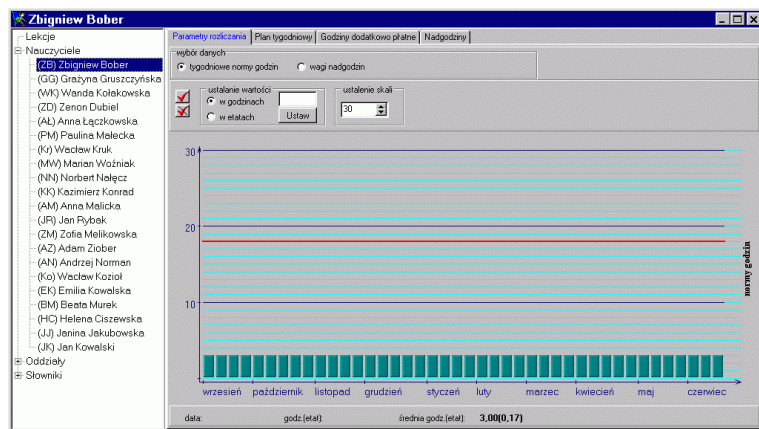 Zbigniew Bober
Lekcje
Nauczyciele
(ZB) Zbigniew Bober
(GG) Grażyna Gruszczyńska
(WK) Wanda Kołakowska
(ZD) Zenon Dubiel
(AŁ) Anna Łączkowska
(PM) Paulina Małecka
(Kr) Wacław Kruk
(MW) Marian Woźniak
(NN) Norbert Nałęcz
(KK) Kazimierz Konrad
(AM) Anna Malicka
(JR) Jan Rybak
(ZM) Zofia Melikowska
(AZ) Adam Ziober
(AN) Andrzej Norman
(Ko) Wacław Kozioł
(EK) Emilia Kowalska
(BM) Beata Murek
(HC) Helena Ciszewska
(JJ) Janina Jakubowska
(JK) Jan Kowalski
Oddziały
Słowniki
Parametry rozliczania Plan tygodniowy Godziny dodatkowo płatne Nadgodziny
wybór danych
tygodniowe normy godzin wagi nadgodzin
ustalanie wartości ustalenie skali
w godzinach
30
w etatach Ustaw
30
20
10
normy godzin
wrzesień październik listopad grudzień styczeń luty marzec kwiecień maj czerwiec
data: godz.(etat): średnia godz.(etat): 3,00(0,17)